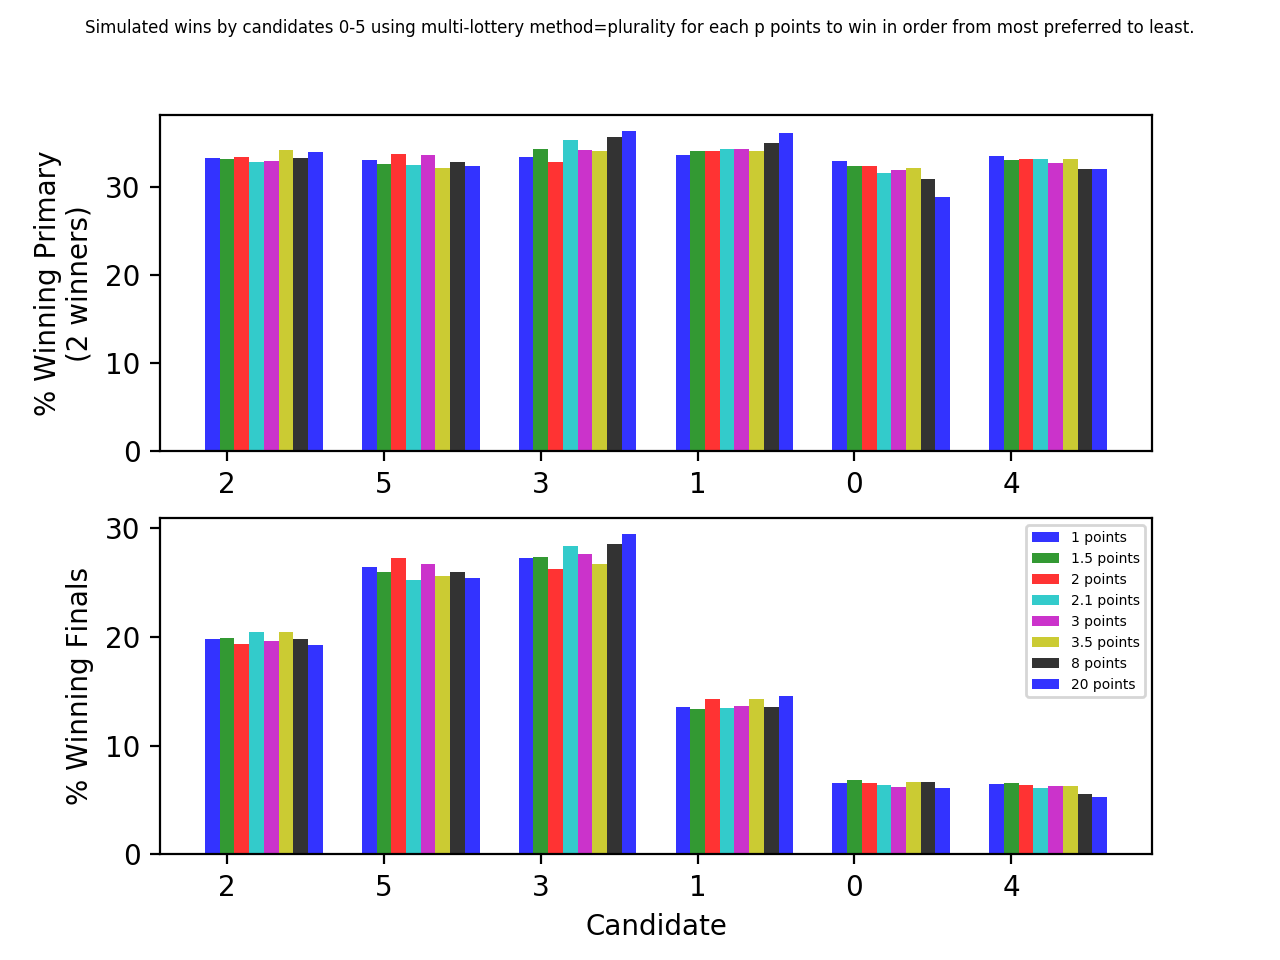 Simulated wins by candidates 0-5 using multi-lottery method=plurality for each p points to win in order from most preferred to least.
% Winning Primary
(2 winners)
30
20
10
0
2 5 3 1 0 4
% Winning Finals
30
20
10
0
1 points
1.5 points
2 points
2.1 points
3 points
3.5 points
8 points
20 points
2 5 3 1 0 4
Candidate